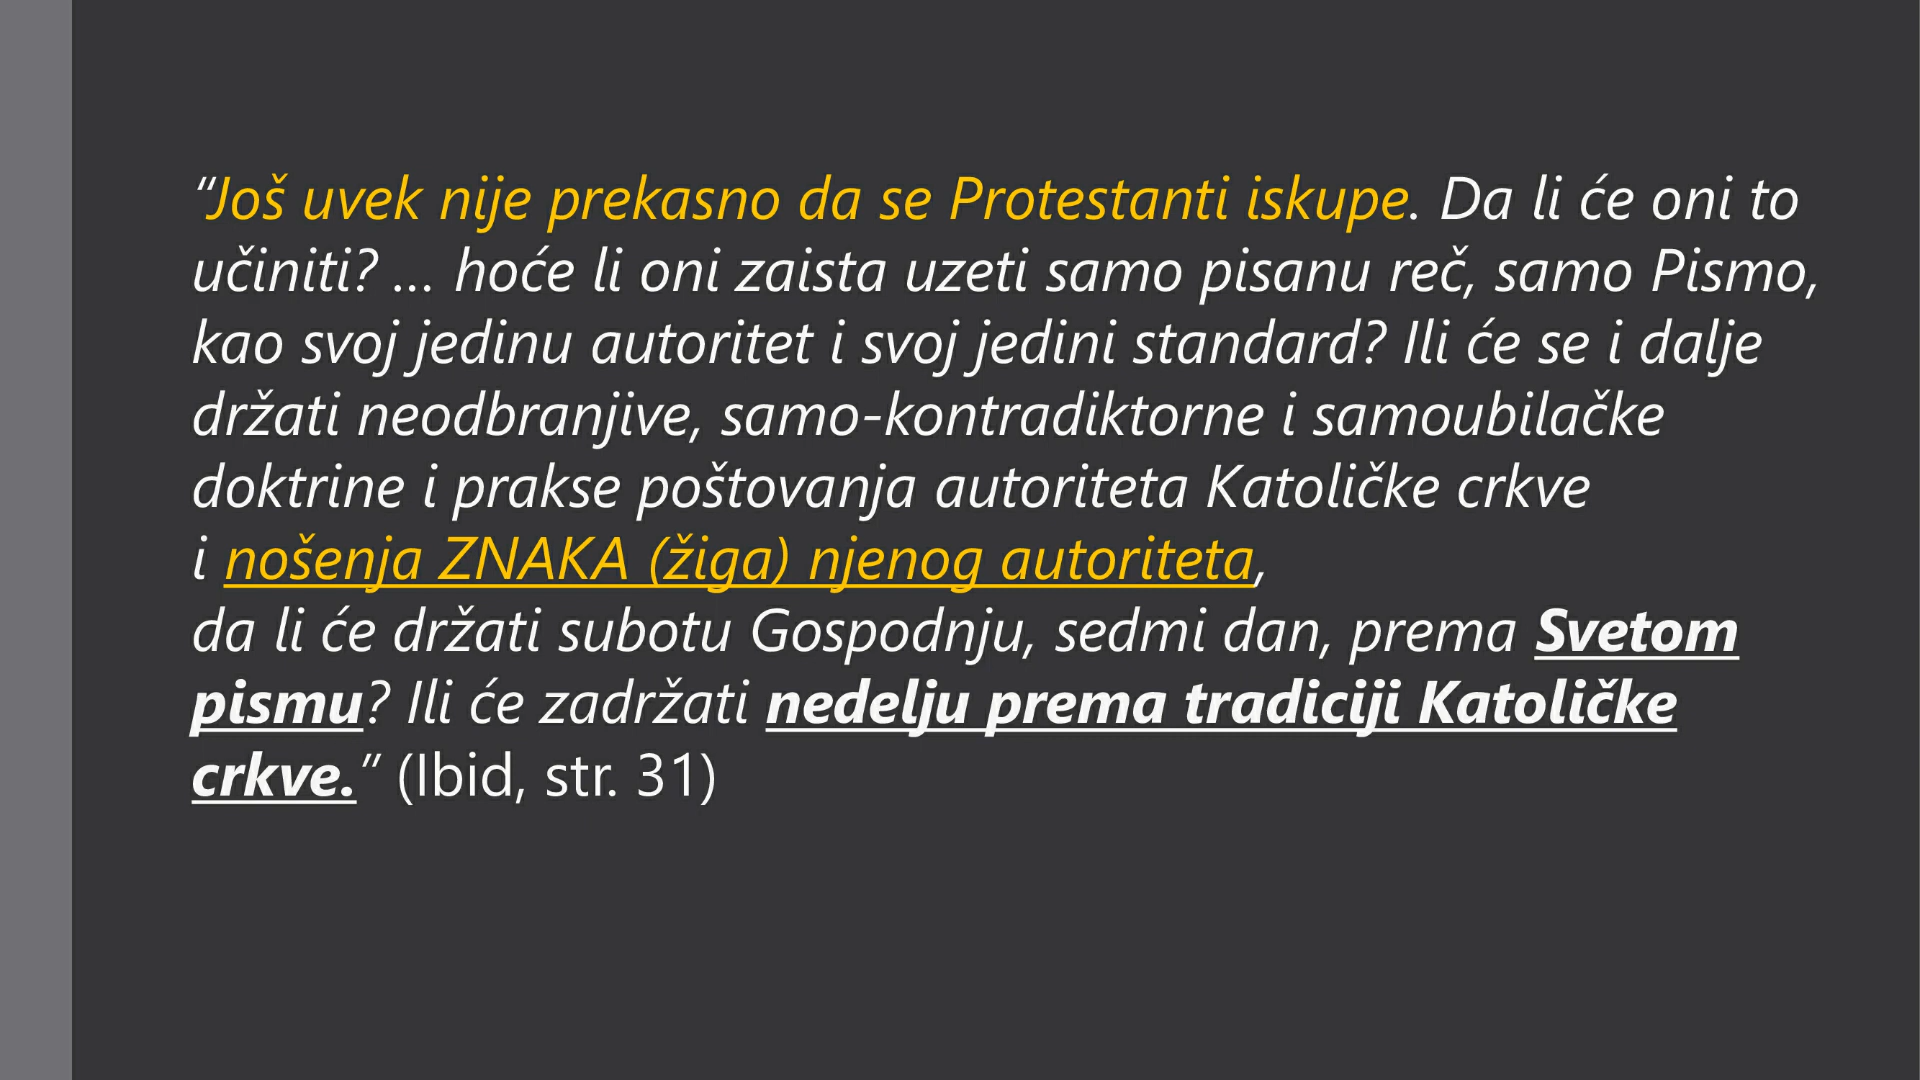 “Još uvek nije prekasno da se Protestanti iskupe. Da li će oni to
učiniti? … hoće li oni zaista uzeti samo pisanu reč, samo Pismo,
kao svoj jedinu autoritet i svoj jedini standard? Ili će se i dalje
držati neodbranjive, samo-kontradiktorne i samoubilačke
doktrine i prakse poštovanja autoriteta Katoličke crkve
i nošenja ZNAKA (žiga) njenog autoriteta,
da li će držati subotu Gospodnju, sedmi dan, prema Svetom
pismu? Ili će zadržati nedelju prema tradiciji Katoličke
crkve.” (Ibid, str. 31)